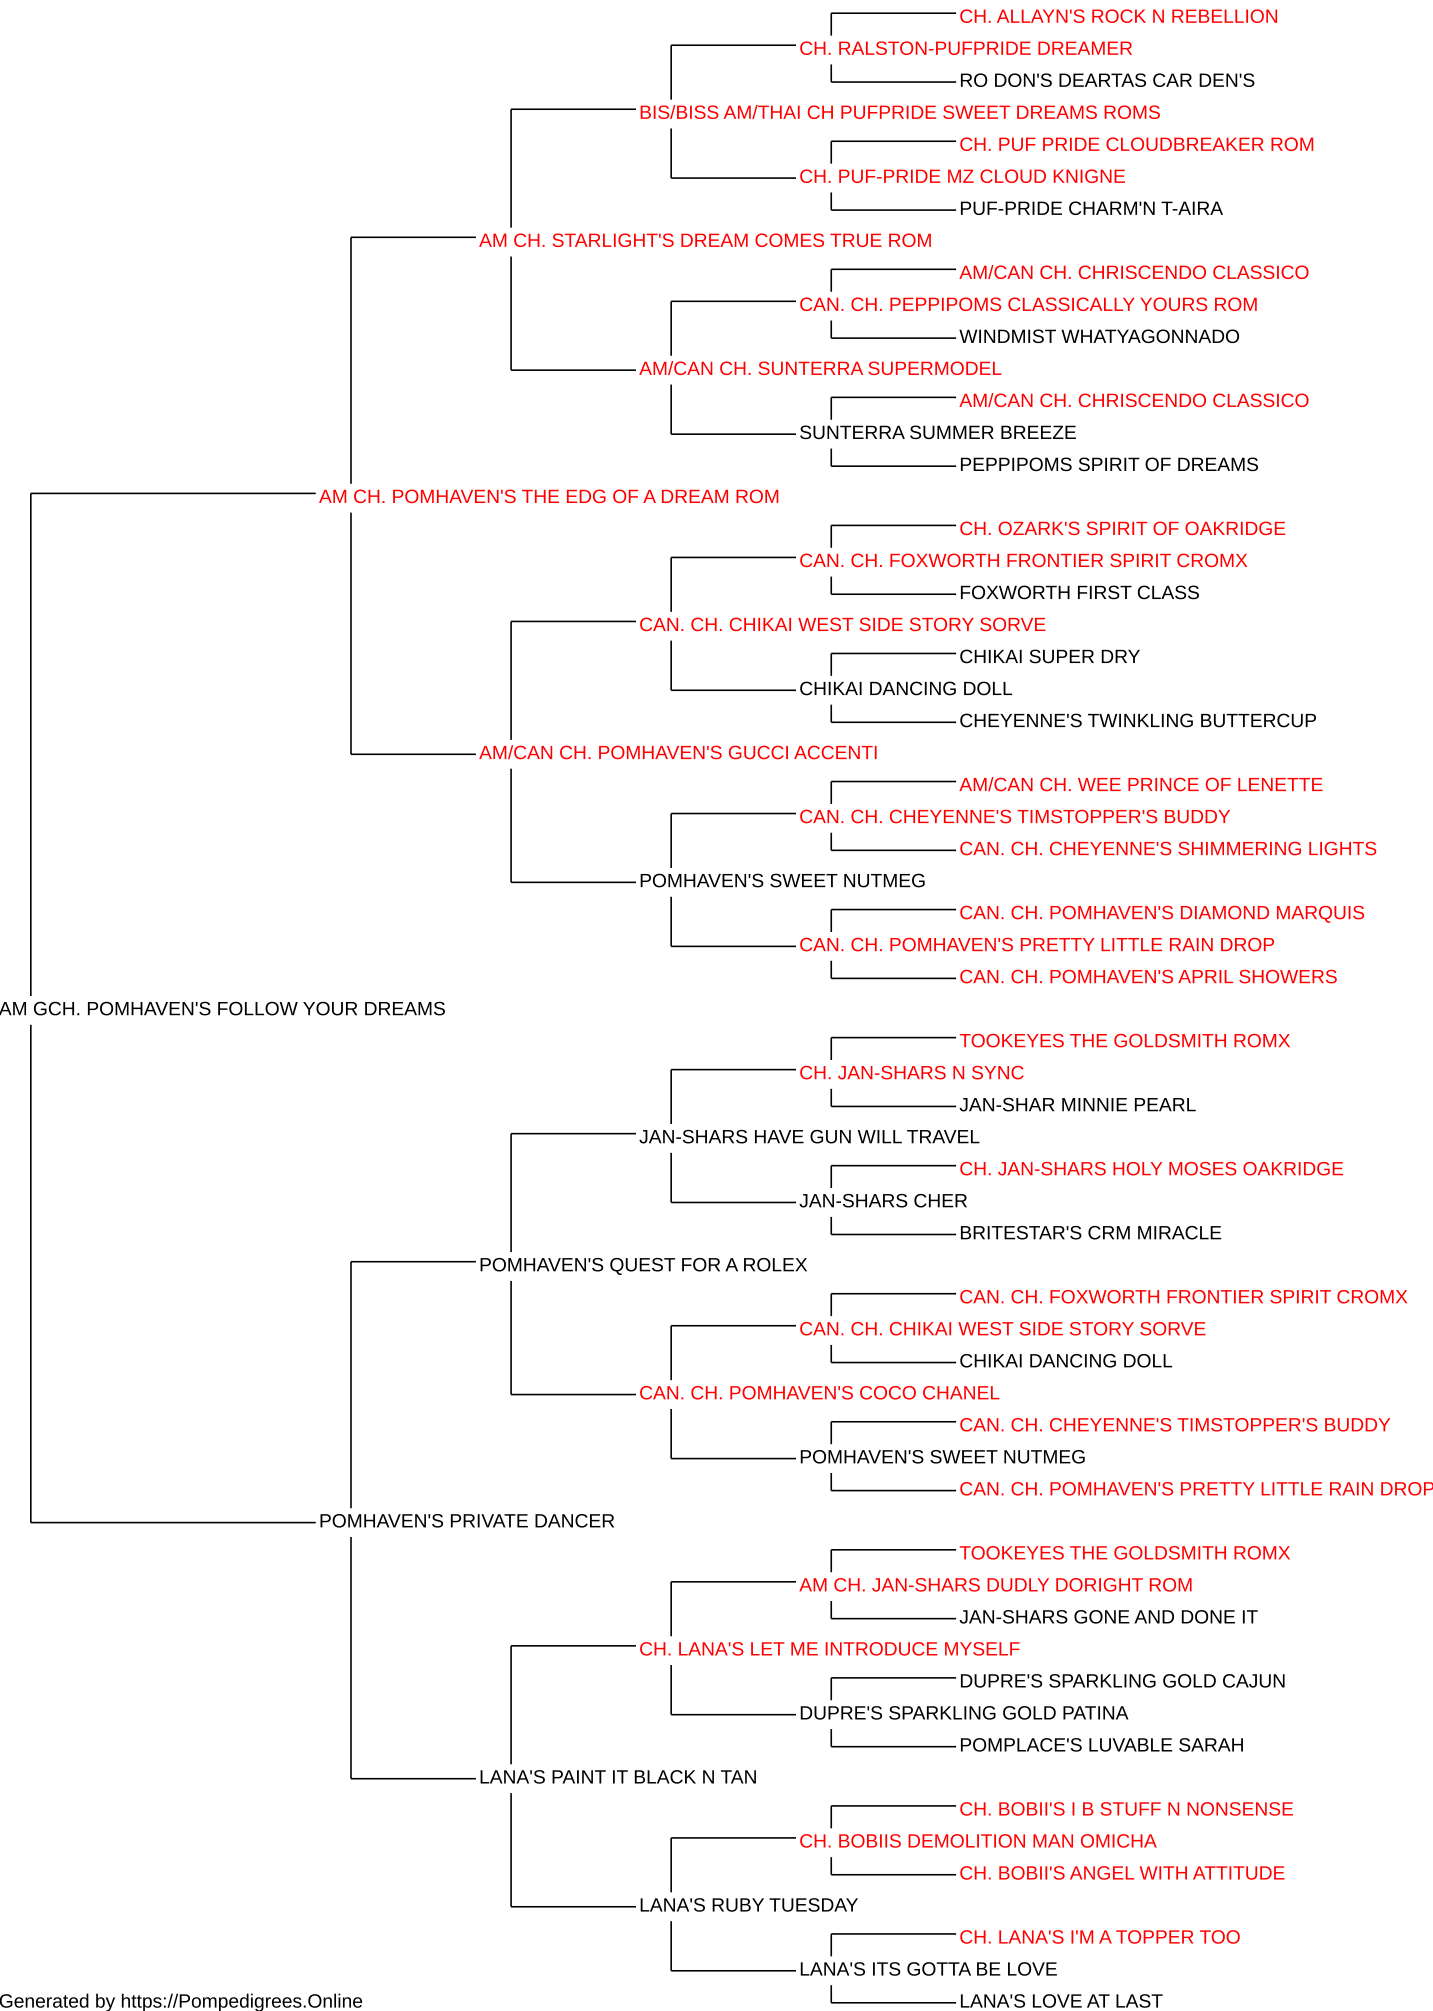 CH. ALLAYN'S ROCK N REBELLION
CH. RALSTON-PUFPRIDE DREAMER
RO DON'S DEARTAS CAR DEN'S
BIS/BISS AM/THAI CH PUFPRIDE SWEET DREAMS ROMS
CH. PUF PRIDE CLOUDBREAKER ROM
CH. PUF-PRIDE MZ CLOUD KNIGNE
PUF-PRIDE CHARM'N T-AIRA
AM CH. STARLIGHT'S DREAM COMES TRUE ROM
AM/CAN CH. CHRISCENDO CLASSICO
CAN. CH. PEPPIPOMS CLASSICALLY YOURS ROM
WINDMIST WHATYAGONNADO
AM/CAN CH. SUNTERRA SUPERMODEL
AM/CAN CH. CHRISCENDO CLASSICO
SUNTERRA SUMMER BREEZE
PEPPIPOMS SPIRIT OF DREAMS
AM CH. POMHAVEN'S THE EDG OF A DREAM ROM
CH. OZARK'S SPIRIT OF OAKRIDGE
CAN. CH. FOXWORTH FRONTIER SPIRIT CROMX
FOXWORTH FIRST CLASS
CAN. CH. CHIKAI WEST SIDE STORY SORVE
CHIKAI SUPER DRY
CHIKAI DANCING DOLL
CHEYENNE'S TWINKLING BUTTERCUP
AM/CAN CH. POMHAVEN'S GUCCI ACCENTI
AM/CAN CH. WEE PRINCE OF LENETTE
CAN. CH. CHEYENNE'S TIMSTOPPER'S BUDDY
CAN. CH. CHEYENNE'S SHIMMERING LIGHTS
POMHAVEN'S SWEET NUTMEG
CAN. CH. POMHAVEN'S DIAMOND MARQUIS
CAN. CH. POMHAVEN'S PRETTY LITTLE RAIN DROP
CAN. CH. POMHAVEN'S APRIL SHOWERS
AM GCH. POMHAVEN'S FOLLOW YOUR DREAMS
TOOKEYES THE GOLDSMITH ROMX
CH. JAN-SHARS N SYNC
JAN-SHAR MINNIE PEARL
JAN-SHARS HAVE GUN WILL TRAVEL
CH. JAN-SHARS HOLY MOSES OAKRIDGE
JAN-SHARS CHER
BRITESTAR'S CRM MIRACLE
POMHAVEN'S QUEST FOR A ROLEX
CAN. CH. FOXWORTH FRONTIER SPIRIT CROMX
CAN. CH. CHIKAI WEST SIDE STORY SORVE
CHIKAI DANCING DOLL
CAN. CH. POMHAVEN'S COCO CHANEL
CAN. CH. CHEYENNE'S TIMSTOPPER'S BUDDY
POMHAVEN'S SWEET NUTMEG
CAN. CH. POMHAVEN'S PRETTY LITTLE RAIN DROP
POMHAVEN'S PRIVATE DANCER
TOOKEYES THE GOLDSMITH ROMX
AM CH. JAN-SHARS DUDLY DORIGHT ROM
JAN-SHARS GONE AND DONE IT
CH. LANA'S LET ME INTRODUCE MYSELF
DUPRE'S SPARKLING GOLD CAJUN
DUPRE'S SPARKLING GOLD PATINA
POMPLACE'S LUVABLE SARAH
LANA'S PAINT IT BLACK N TAN
CH. BOBII'S I B STUFF N NONSENSE
CH. BOBIIS DEMOLITION MAN OMICHA
CH. BOBII'S ANGEL WITH ATTITUDE
LANA'S RUBY TUESDAY
CH. LANA'S I'M A TOPPER TOO
LANA'S ITS GOTTA BE LOVE
LANA'S LOVE AT LAST
Generated by https://Pompedigrees.Online